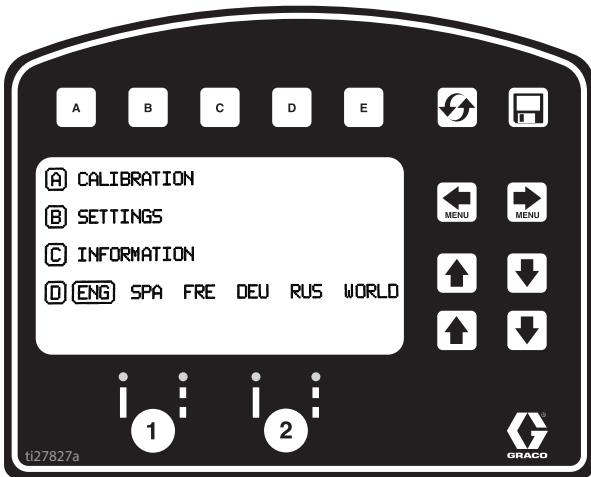 A B C D E
A CALIBRATION
MENU MENU
B SETTINGS
C INFORMATION
D ENG SPA FRE DEU RUS WORLD
1 2
ti27827a
GRACO